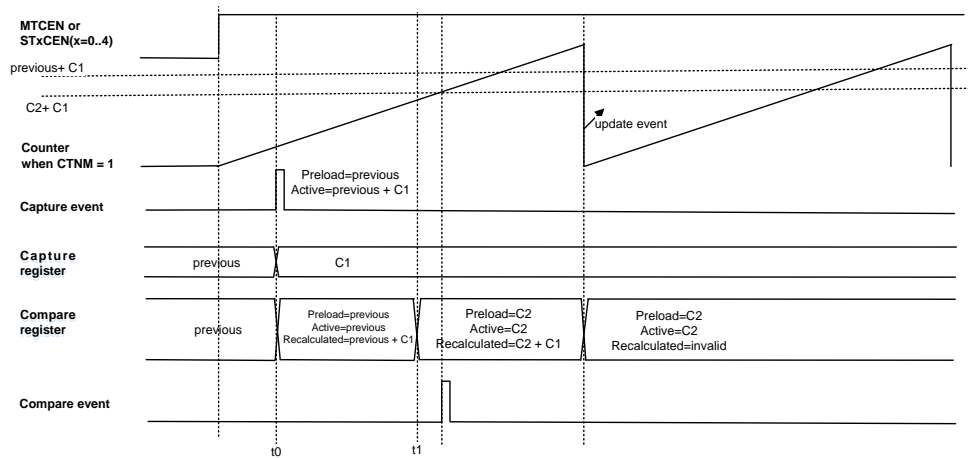 MTCEN or
STxCEN(x=0..4)
previous+ C1
C2+ C1
update event
Counter
when CTNM = 1
Preload=previous
Active=previous + C1
Capture event
Capture
register
previous
C1
Compare
register
previous
Preload=previous
Active=previous
Recalculated=previous + C1
Preload=C2
Active=C2
Recalculated=C2 + C1
Preload=C2
Active=C2
Recalculated=invalid
Compare event
t0
t1